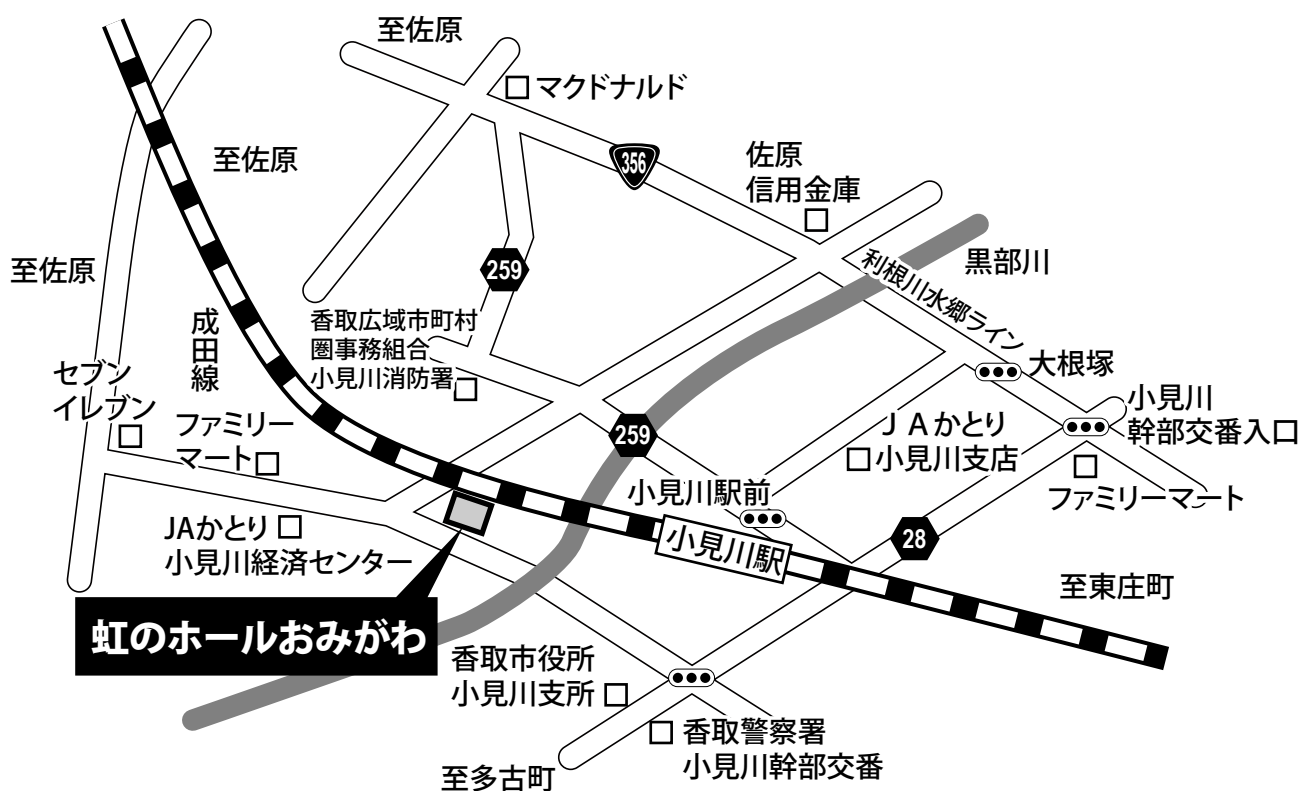 至佐原
マクドナルド
356
佐原
信用金庫
至佐原
259
至佐原
黒部川
利根川水郷ライン
成田線
香取広域市町村
圏事務組合
小見川消防署
大根塚
セブン
イレブン
ファミリー
マート
259
JAかとり
小見川支店
小見川
幹部交番入口
小見川駅前
ファミリーマート
JAかとり
小見川経済センター
小見川駅
28
至東庄町
虹のホールおみがわ
香取市役所
小見川支所
香取警察署
小見川幹部交番
至多古町